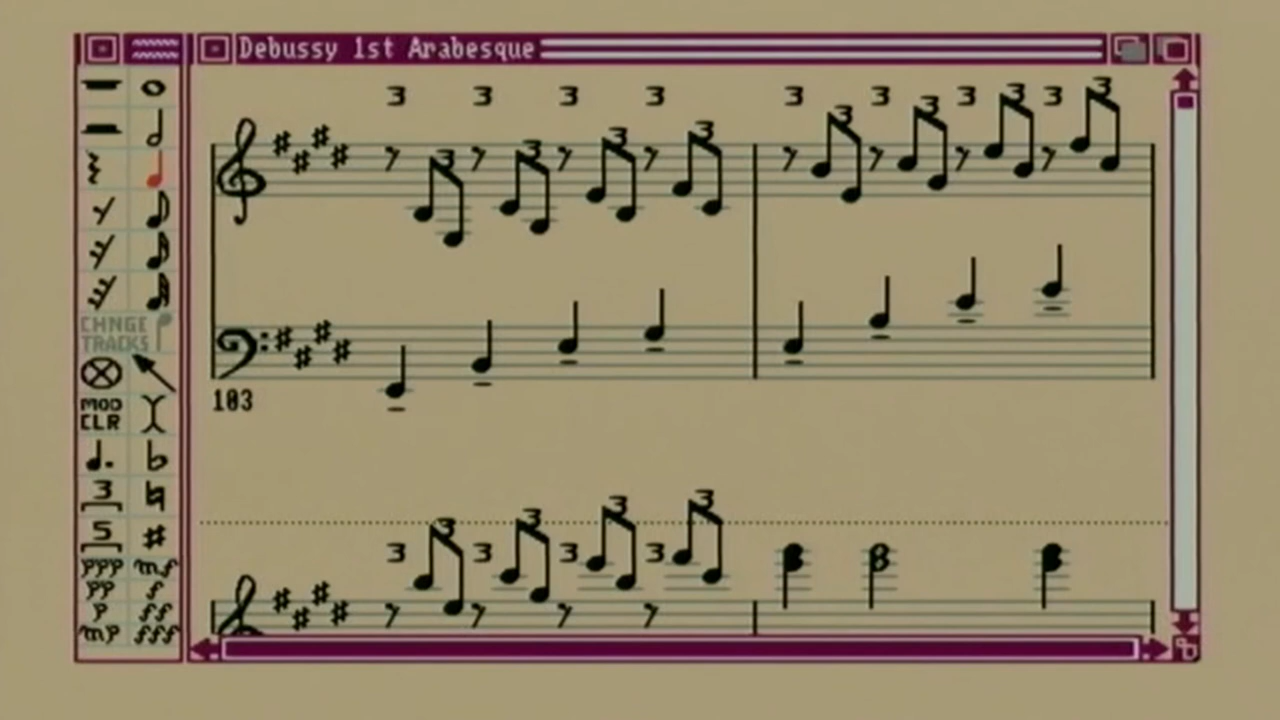 Debussy 1st Arabesque
3 3 3 3 3 3 3 3
3 3 3 3 3 3 3 3
CHNGE
TRACKS
103
MOD
CLR
3
5
3 3 3 3
3 3 3 3
ppp mf
pp f
p ff
mp fff